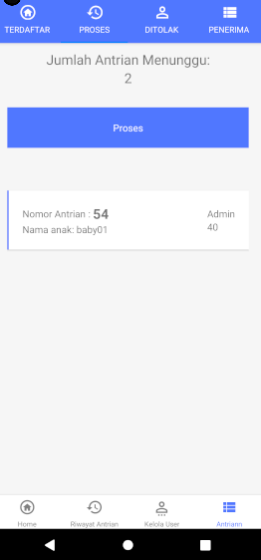 TERDAFTAR PROSES DITOLAK PENERIMA
Jumlah Antrian Menunggu:
2
Proses
Nomor Antrian : 54 Admin
Nama anak: baby01 40
Home Riwayat Antrian Kelola User Antriann